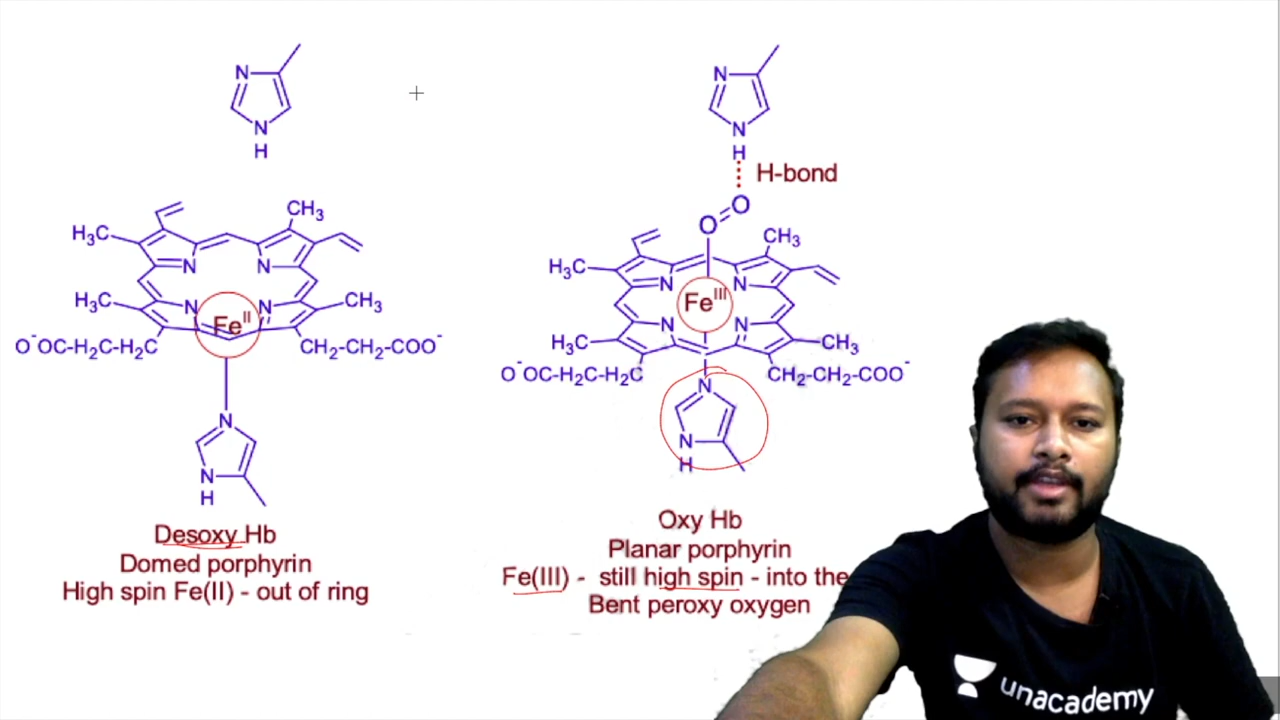 N
N
H
N
N
H
H-bond
O
O
CH₃
H₃C
N
N
H₃C
N
N
CH₃
Fe^II
O⁻OC-H₂C-H₂C
CH₂-CH₂-COO⁻
N
N
H
CH₃
H₃C
N
N
Fe^III
N
N
H₃C
CH₃
O⁻OC-H₂C-H₂C
CH₂-CH₂-COO⁻
N
N
H
Desoxy Hb
Domed porphyrin
High spin Fe(II) - out of ring
Oxy Hb
Planar porphyrin
Fe(III) - still high spin - into the
Bent peroxy oxygen
unacademy